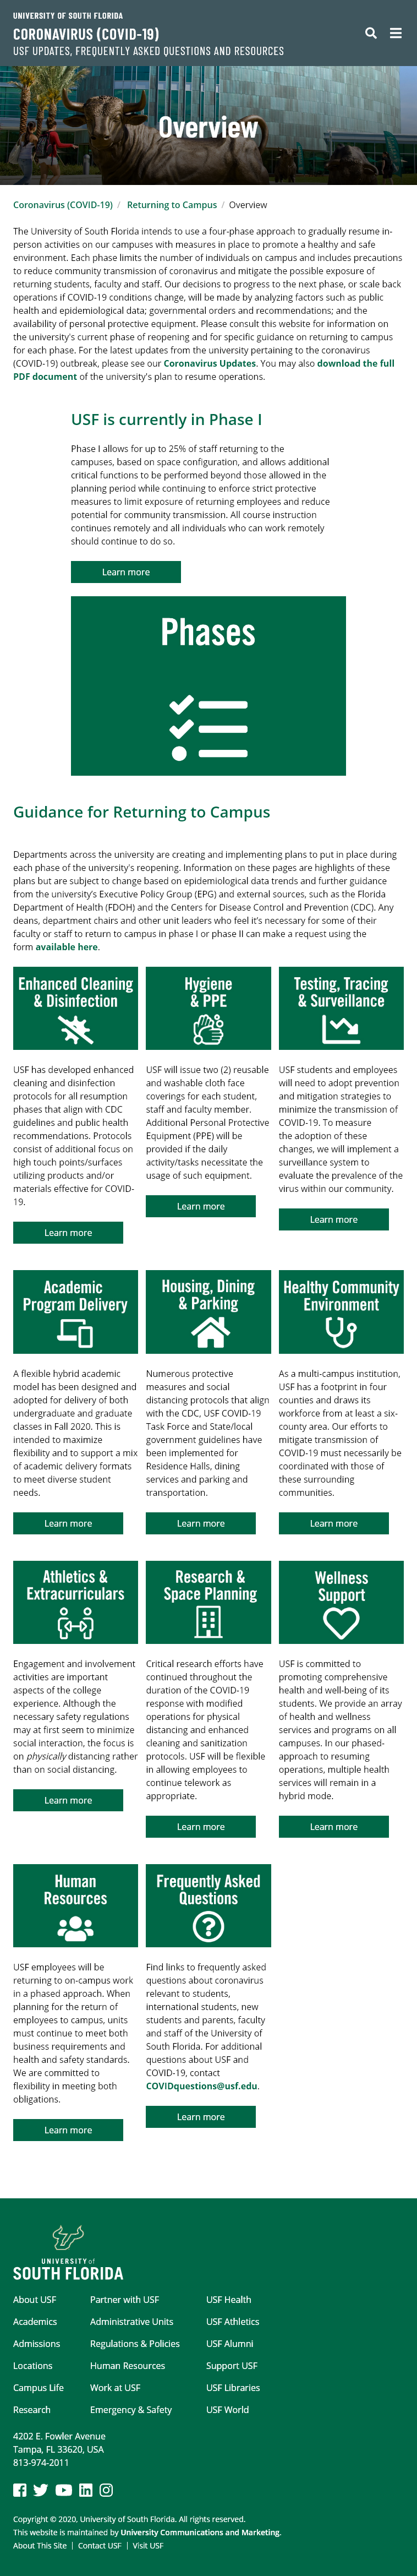 UNIVERSITY OF SOUTH FLORIDA
CORONAVIRUS (COVID-19)
USF UPDATES, FREQUENTLY ASKED QUESTIONS AND RESOURCES
Overview
Coronavirus (COVID-19) / Returning to Campus / Overview
The University of South Florida intends to use a four-phase approach to gradually resume in-
person activities on our campuses with measures in place to promote a healthy and safe
environment. Each phase limits the number of individuals on campus and includes precautions
to reduce community transmission of coronavirus and mitigate the possible exposure of
returning students, faculty and staff. Our decisions to progress to the next phase, or scale back
operations if COVID-19 conditions change, will be made by analyzing factors such as public
health and epidemiological data; governmental orders and recommendations; and the
availability of personal protective equipment. Please consult this website for information on
the university's current phase of reopening and for specific guidance on returning to campus
for each phase. For the latest updates from the university pertaining to the coronavirus
(COVID-19) outbreak, please see our Coronavirus Updates. You may also download the full
PDF document of the university's plan to resume operations.
USF is currently in Phase I
Phase I allows for up to 25% of staff returning to the
campuses, based on space configuration, and allows additional
critical functions to be performed beyond those allowed in the
planning period while continuing to enforce strict protective
measures to limit exposure of returning employees and reduce
potential for community transmission. All course instruction
continues remotely and all individuals who can work remotely
should continue to do so.
Learn more
Phases
Guidance for Returning to Campus
Departments across the university are creating and implementing plans to put in place during
each phase of the university's reopening. Information on these pages are highlights of these
plans but are subject to change based on epidemiological data trends and further guidance
from the university's Executive Policy Group (EPG) and external sources, such as the Florida
Department of Health (FDOH) and the Centers for Disease Control and Prevention (CDC). Any
deans, department chairs and other unit leaders who feel it's necessary for some of their
faculty or staff to return to campus in phase I or phase II can make a request using the
form available here.
Enhanced Cleaning
& Disinfection
USF has developed enhanced
cleaning and disinfection
protocols for all resumption
phases that align with CDC
guidelines and public health
recommendations. Protocols
consist of additional focus on
high touch points/surfaces
utilizing products and/or
materials effective for COVID-
19.
Learn more
Hygiene
& PPE
USF will issue two (2) reusable
and washable cloth face
coverings for each student,
staff and faculty member.
Additional Personal Protective
Equipment (PPE) will be
provided if the daily
activity/tasks necessitate the
usage of such equipment.
Learn more
Testing, Tracing
& Surveillance
USF students and employees
will need to adopt prevention
and mitigation strategies to
minimize the transmission of
COVID-19. To measure
the adoption of these
changes, we will implement a
surveillance system to
evaluate the prevalence of the
virus within our community.
Learn more
Academic
Program Delivery
A flexible hybrid academic
model has been designed and
adopted for delivery of both
undergraduate and graduate
classes in Fall 2020. This is
intended to maximize
flexibility and to support a mix
of academic delivery formats
to meet diverse student
needs.
Learn more
Housing, Dining
& Parking
Numerous protective
measures and social
distancing protocols that align
with the CDC, USF COVID-19
Task Force and State/local
government guidelines have
been implemented for
Residence Halls, dining
services and parking and
transportation.
Learn more
Healthy Community
Environment
As a multi-campus institution,
USF has a footprint in four
counties and draws its
workforce from at least a six-
county area. Our efforts to
mitigate transmission of
COVID-19 must necessarily be
coordinated with those of
these surrounding
communities.
Learn more
Athletics &
Extracurriculars
Engagement and involvement
activities are important
aspects of the college
experience. Although the
necessary safety regulations
may at first seem to minimize
social interaction, the focus is
on physically distancing rather
than on social distancing.
Learn more
Research &
Space Planning
Critical research efforts have
continued throughout the
duration of the COVID-19
response with modified
operations for physical
distancing and enhanced
cleaning and sanitization
protocols. USF will be flexible
in allowing employees to
continue telework as
appropriate.
Learn more
Wellness
Support
USF is committed to
promoting comprehensive
health and well-being of its
students. We provide an array
of health and wellness
services and programs on all
campuses. In our phased-
approach to resuming
operations, multiple health
services will remain in a
hybrid mode.
Learn more
Human
Resources
USF employees will be
returning to on-campus work
in a phased approach. When
planning for the return of
employees to campus, units
must continue to meet both
business requirements and
health and safety standards.
We are committed to
flexibility in meeting both
obligations.
Learn more
Frequently Asked
Questions
Find links to frequently asked
questions about coronavirus
relevant to students,
international students, new
students and parents, faculty
and staff of the University of
South Florida. For additional
questions about USF and
COVID-19, contact
COVIDquestions@usf.edu.
Learn more
UNIVERSITY of
SOUTH FLORIDA
About USF
Academics
Admissions
Locations
Campus Life
Research
Partner with USF
Administrative Units
Regulations & Policies
Human Resources
Work at USF
Emergency & Safety
USF Health
USF Athletics
USF Alumni
Support USF
USF Libraries
USF World
4202 E. Fowler Avenue
Tampa, FL 33620, USA
813-974-2011
Copyright © 2020, University of South Florida. All rights reserved.
This website is maintained by University Communications and Marketing.
About This Site | Contact USF | Visit USF